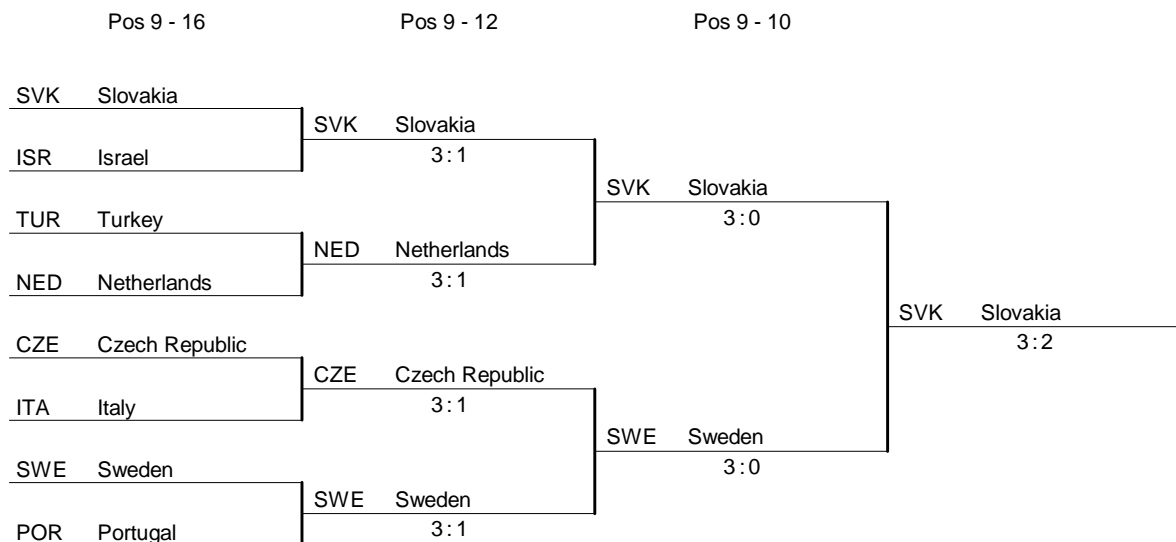 Pos 9 - 16 Pos 9 - 12 Pos 9 - 10
SVK Slovakia
SVK Slovakia
3 : 1
ISR Israel
SVK Slovakia
3 : 0
TUR Turkey
NED Netherlands
3 : 1
NED Netherlands
SVK Slovakia
3 : 2
CZE Czech Republic
CZE Czech Republic
3 : 1
ITA Italy
SWE Sweden
3 : 0
SWE Sweden
SWE Sweden
3 : 1
POR Portugal